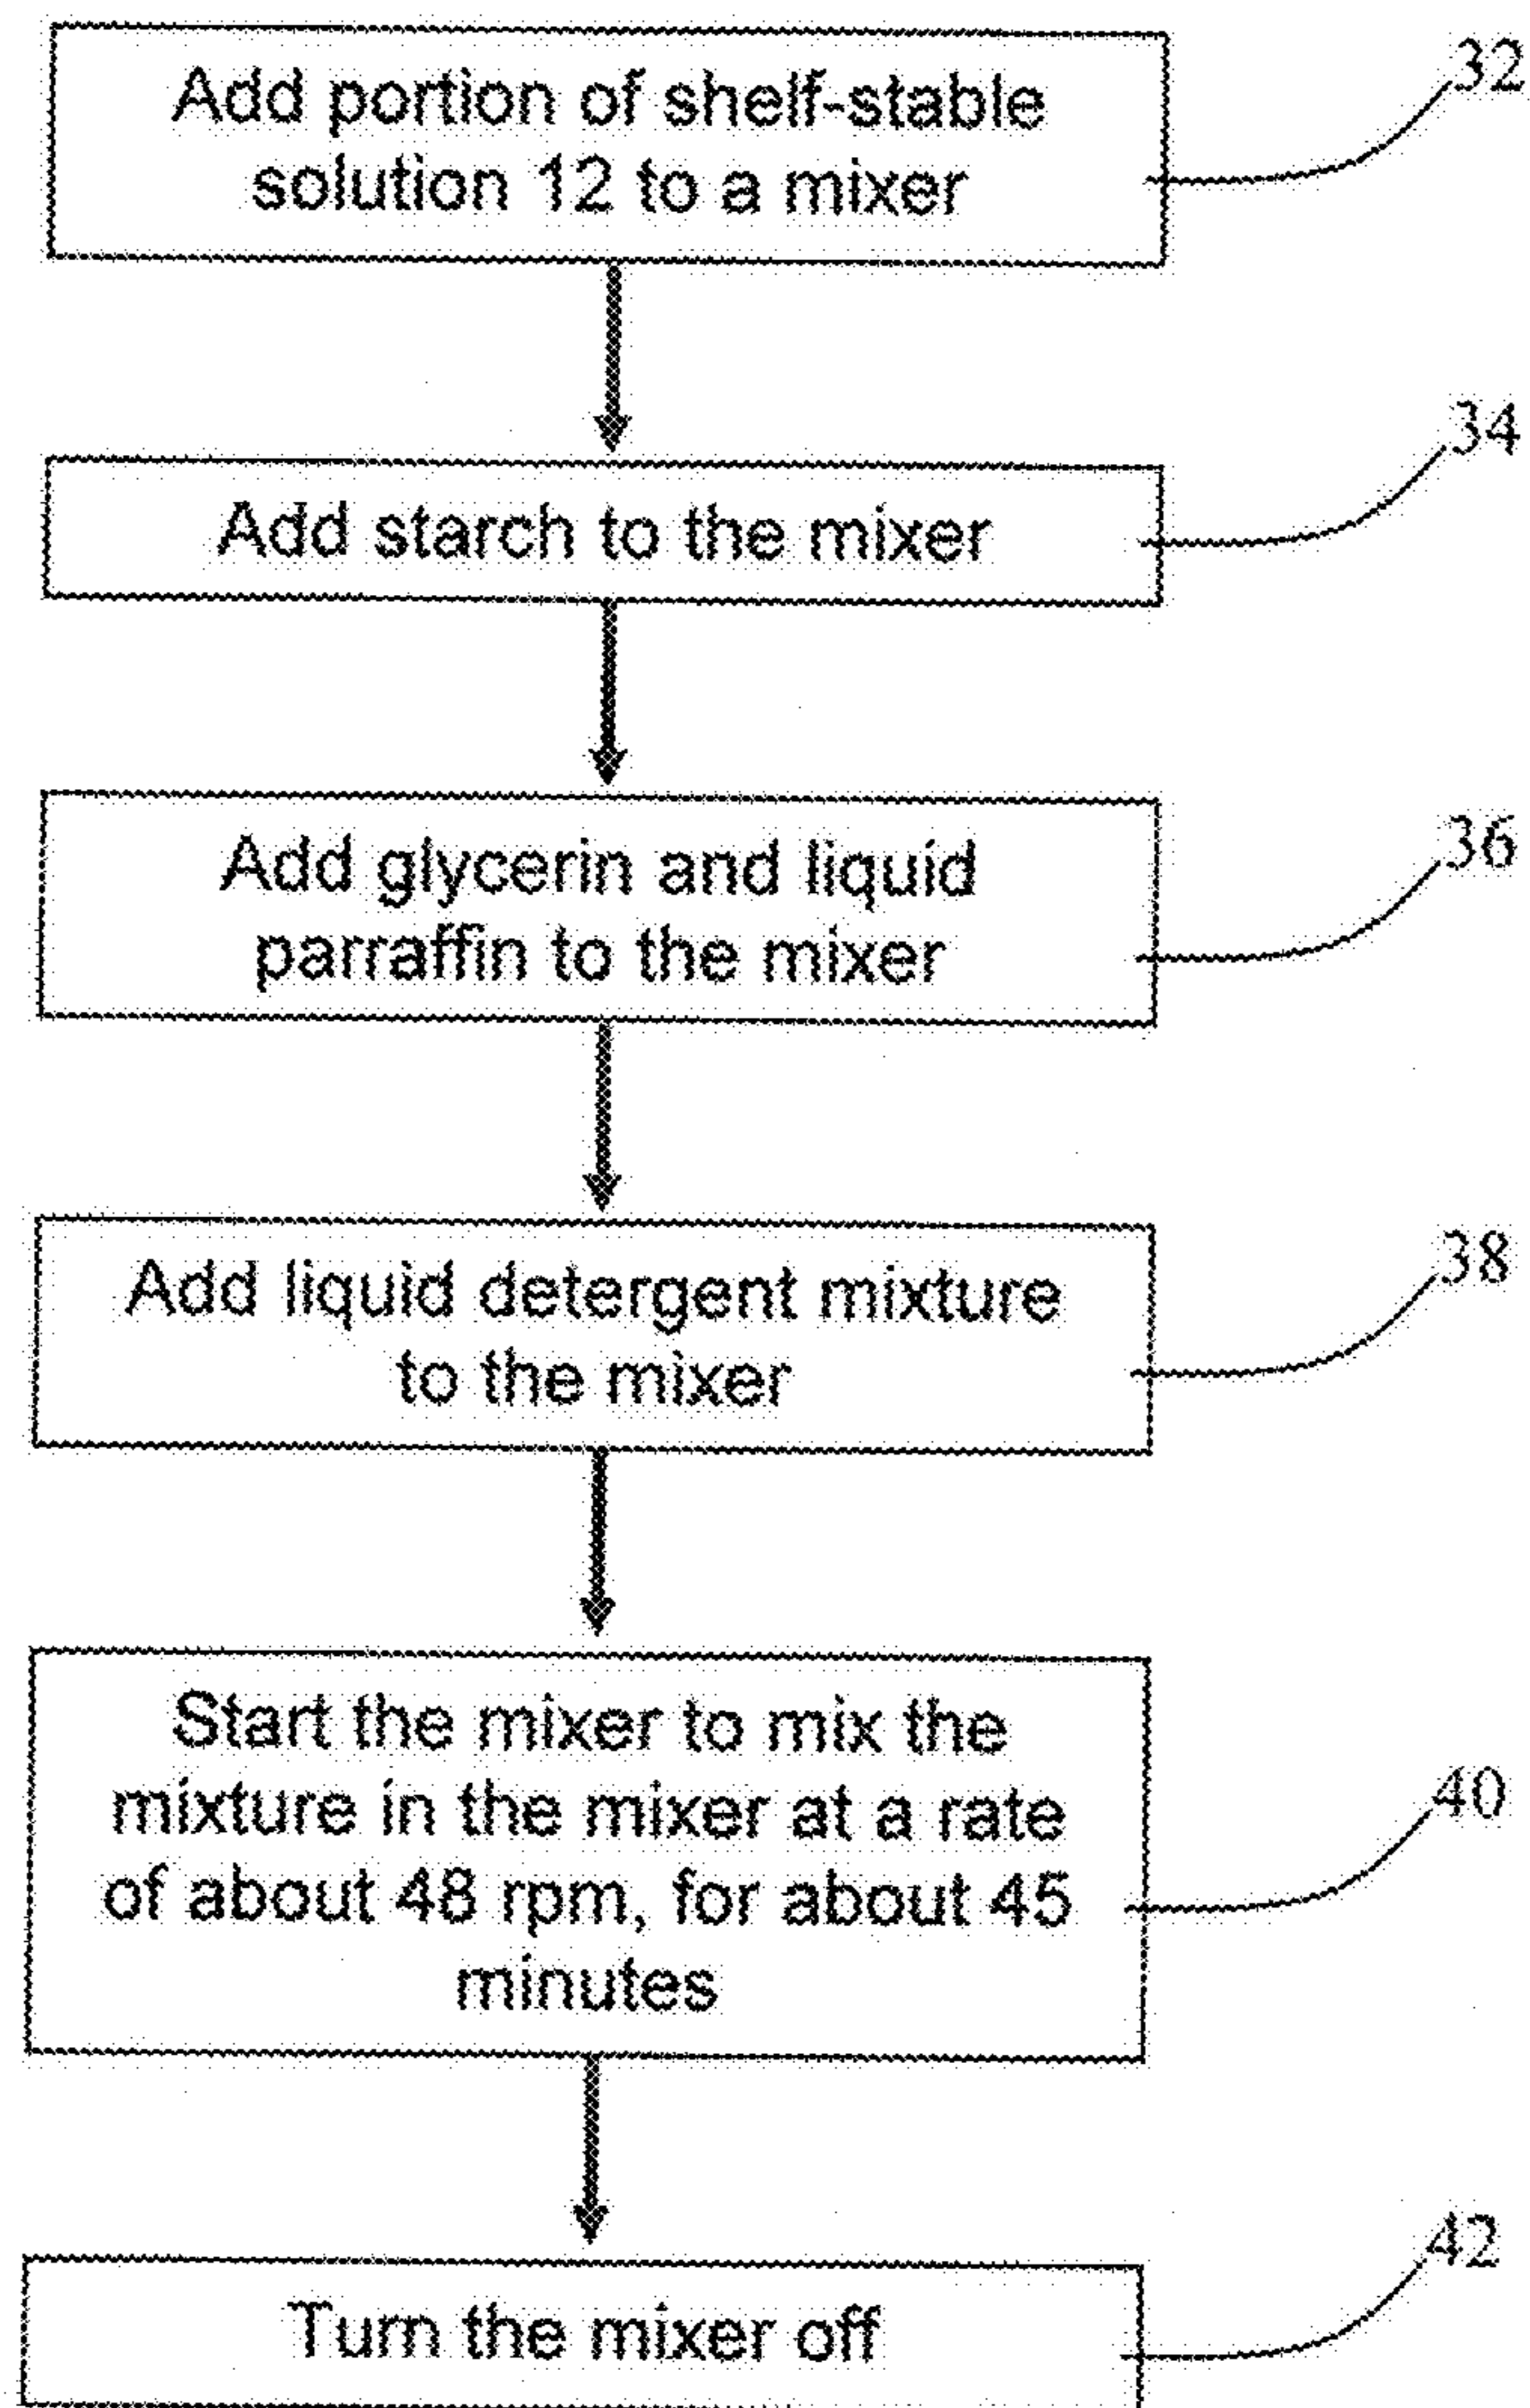 Add portion of shelf-stable
solution 12 to a mixer
32
Add starch to the mixer
34
Add glycerin and liquid
parraffin to the mixer
36
Add liquid detergent mixture
to the mixer
38
Start the mixer to mix the
mixture in the mixer at a rate
of about 48 rpm, for about 45
minutes
40
Turn the mixer off
42